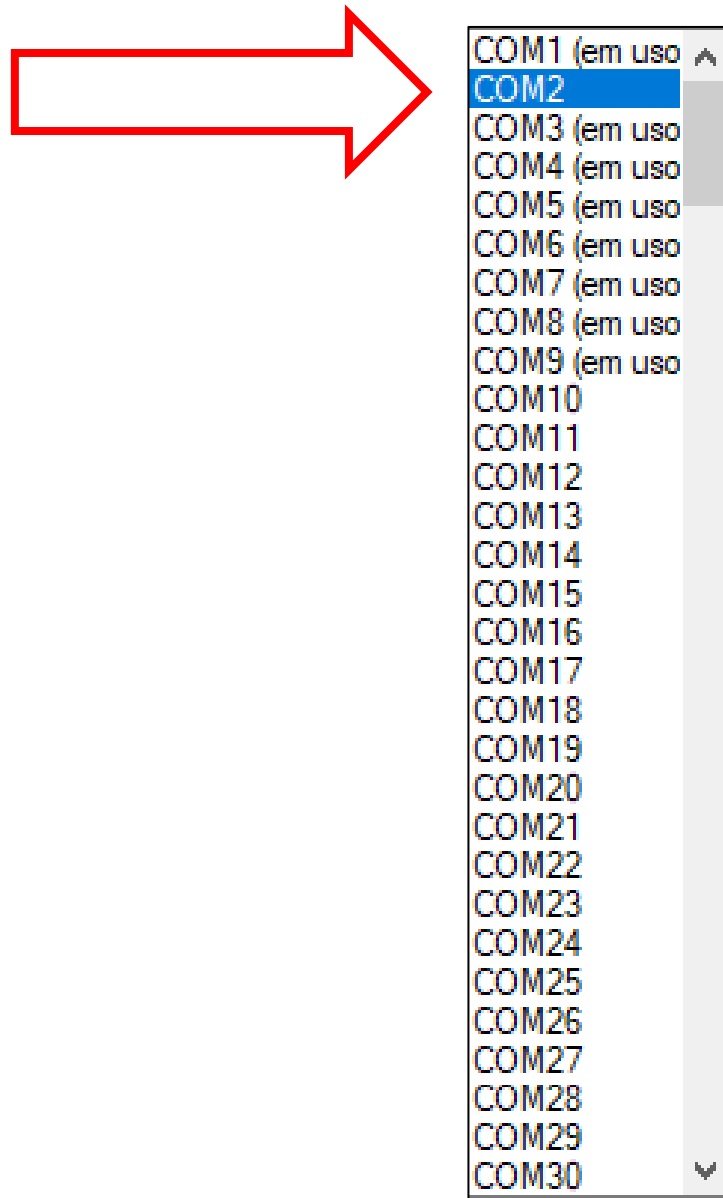 COM1 (em uso
COM2
COM3 (em uso
COM4 (em uso
COM5 (em uso
COM6 (em uso
COM7 (em uso
COM8 (em uso
COM9 (em uso
COM10
COM11
COM12
COM13
COM14
COM15
COM16
COM17
COM18
COM19
COM20
COM21
COM22
COM23
COM24
COM25
COM26
COM27
COM28
COM29
COM30